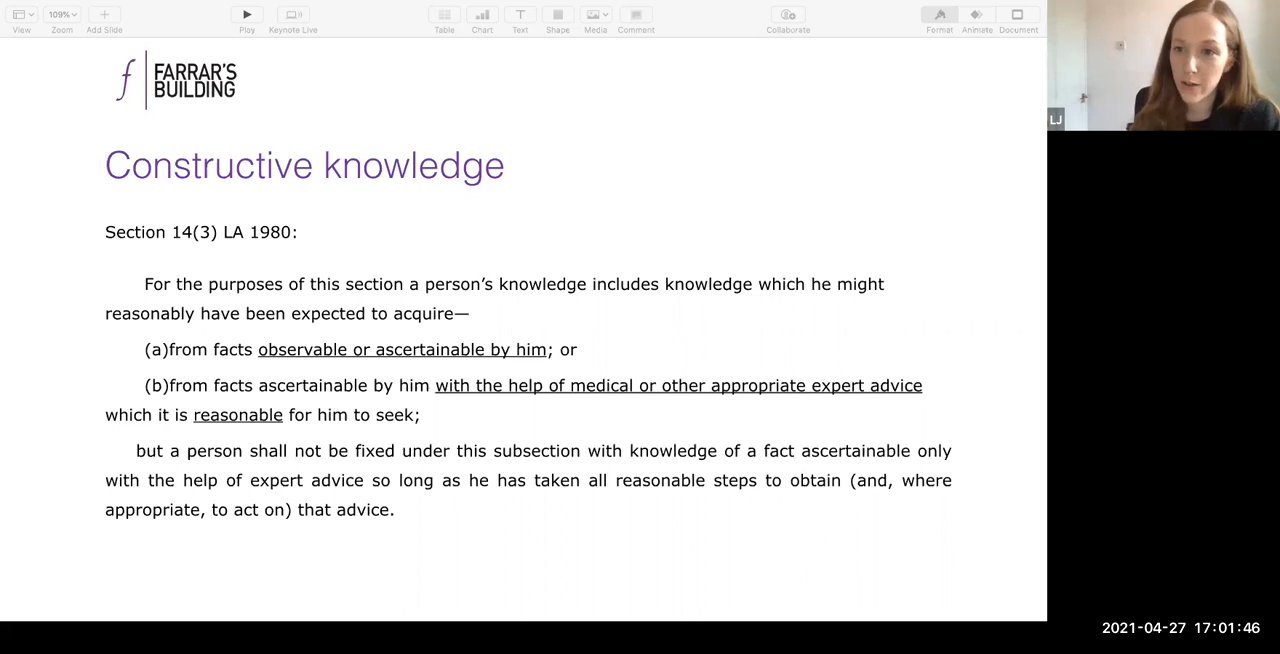 109%
View Zoom Add Slide Play Keynote Live Table Chart Text Shape Media Comment Collaborate Format Animate Document
f FARRAR'S
BUILDING
LJ
Constructive knowledge
Section 14(3) LA 1980:
For the purposes of this section a person's knowledge includes knowledge which he might
reasonably have been expected to acquire—
(a)from facts observable or ascertainable by him; or
(b)from facts ascertainable by him with the help of medical or other appropriate expert advice
which it is reasonable for him to seek;
but a person shall not be fixed under this subsection with knowledge of a fact ascertainable only
with the help of expert advice so long as he has taken all reasonable steps to obtain (and, where
appropriate, to act on) that advice.
2021-04-27 17:01:46